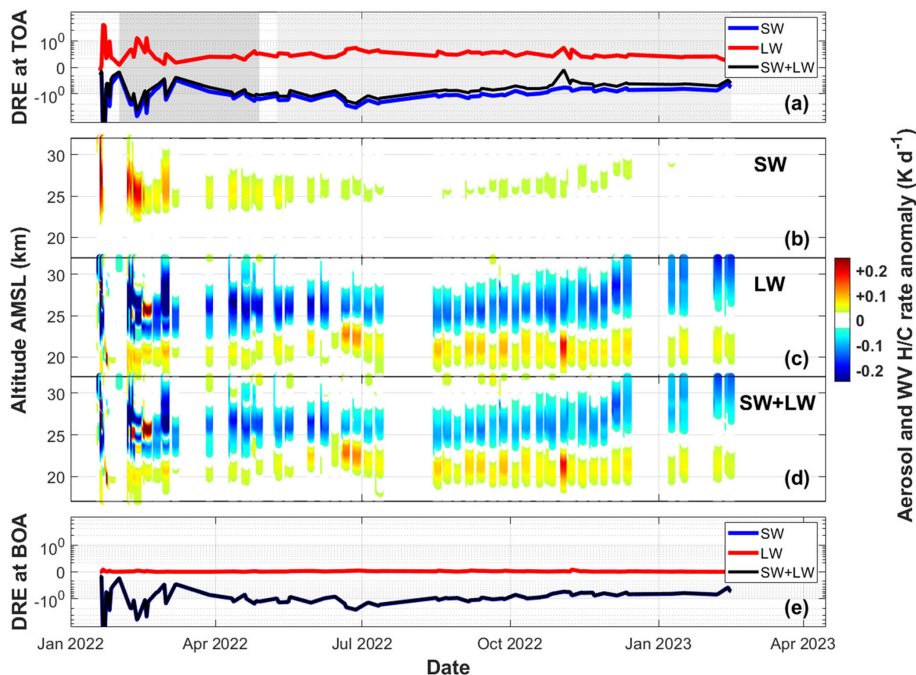 DRE at TOA
10⁰
0
-10⁰
SW
LW
SW+LW
(a)
Altitude AMSL (km)
30
25
20
SW
(b)
30
25
20
LW
(c)
30
25
20
SW+LW
(d)
Aerosol and WV H/C rate anomaly (K d⁻¹)
+0.2
+0.1
0
-0.1
-0.2
DRE at BOA
10⁰
0
-10⁰
SW
LW
SW+LW
(e)
Jan 2022
Apr 2022
Jul 2022
Oct 2022
Jan 2023
Apr 2023
Date